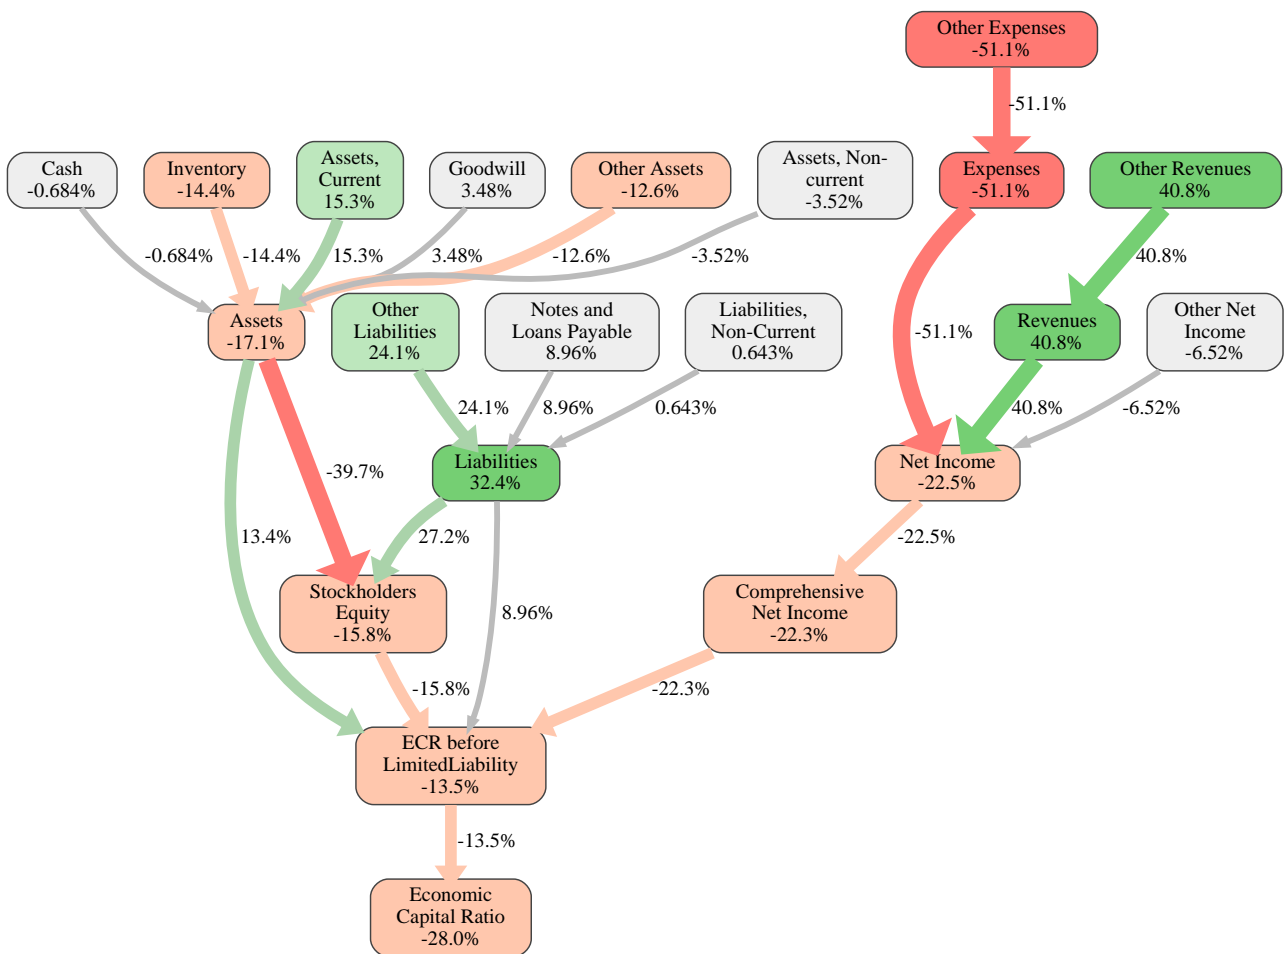 Other Expenses
-51.1%
-51.1%
Cash
-0.684%
Inventory
-14.4%
Assets,
Current
15.3%
Goodwill
3.48%
Other Assets
-12.6%
Assets, Non-
current
-3.52%
Expenses
-51.1%
Other Revenues
40.8%
-0.684%
-14.4%
15.3%
3.48%
-12.6%
-3.52%
40.8%
Assets
-17.1%
Other
Liabilities
24.1%
Notes and
Loans Payable
8.96%
Liabilities,
Non-Current
0.643%
-51.1%
Revenues
40.8%
Other Net
Income
-6.52%
24.1%
8.96%
0.643%
40.8%
-6.52%
-39.7%
Liabilities
32.4%
Net Income
-22.5%
13.4%
27.2%
-22.5%
Stockholders
Equity
-15.8%
8.96%
Comprehensive
Net Income
-22.3%
-15.8%
-22.3%
ECR before
LimitedLiability
-13.5%
-13.5%
Economic
Capital Ratio
-28.0%